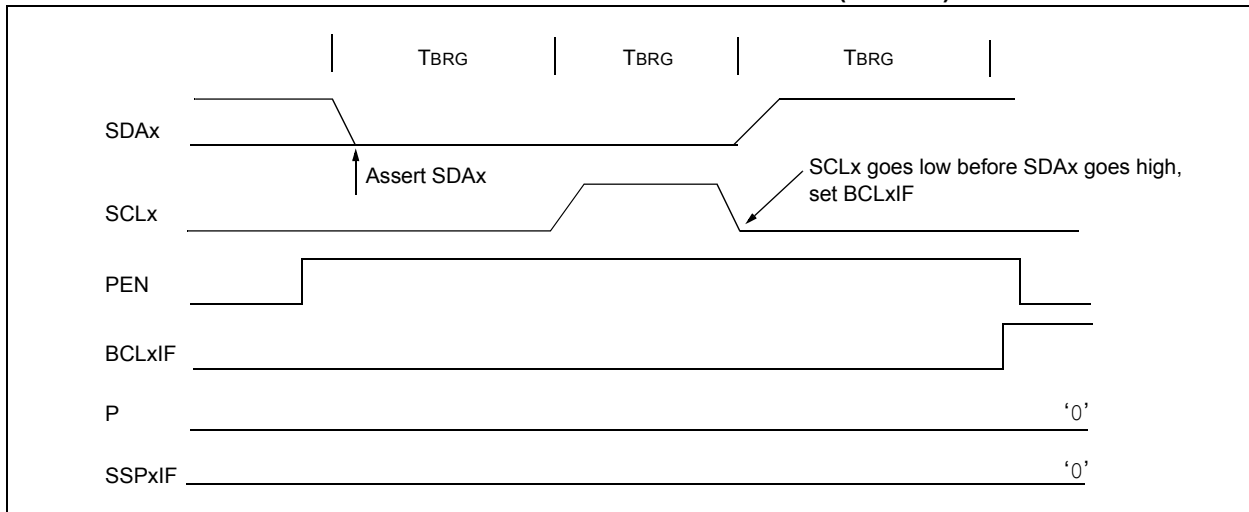 TBRG TBRG TBRG
SDAx
Assert SDAx
SCLx goes low before SDAx goes high,
set BCLxIF
SCLx
PEN
BCLxIF
P '0'
SSPxIF '0'